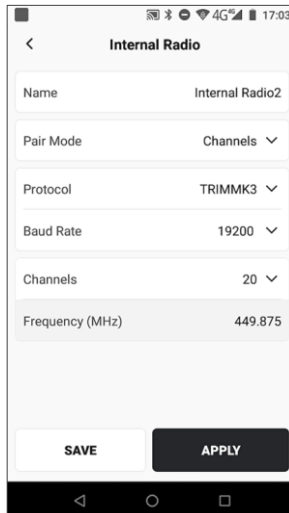 4G 17:03
Internal Radio
Name Internal Radio2
Pair Mode Channels
Protocol TRIMMK3
Baud Rate 19200
Channels 20
Frequency (MHz) 449.875
SAVE APPLY